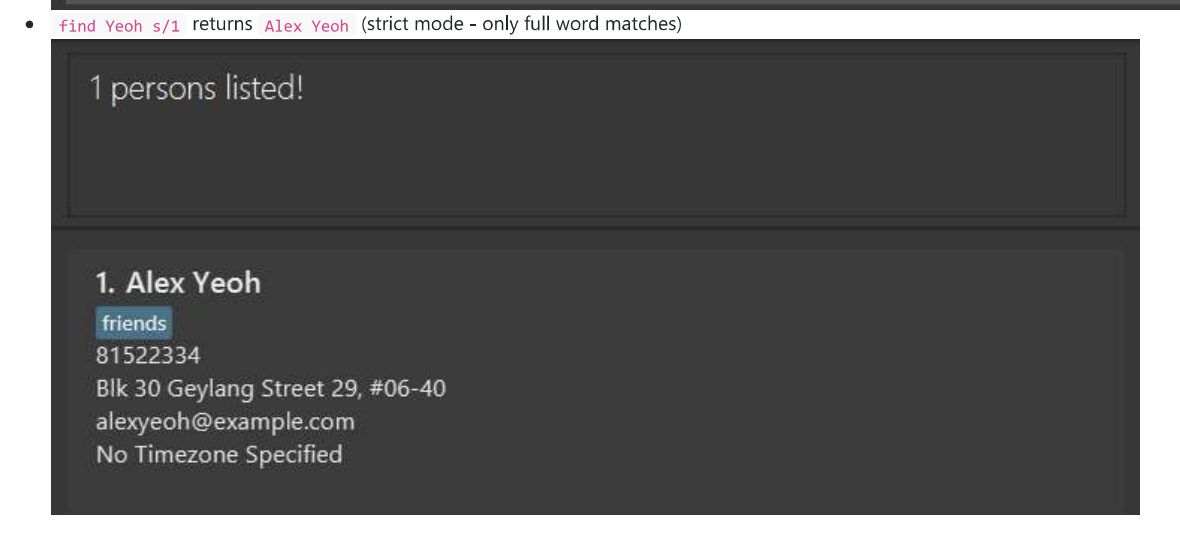 find Yeoh s/1 returns Alex Yeoh (strict mode - only full word matches)
1 persons listed!
1. Alex Yeoh
friends
81522334
Blk 30 Geylang Street 29, #06-40
alexyeoh@example.com
No Timezone Specified